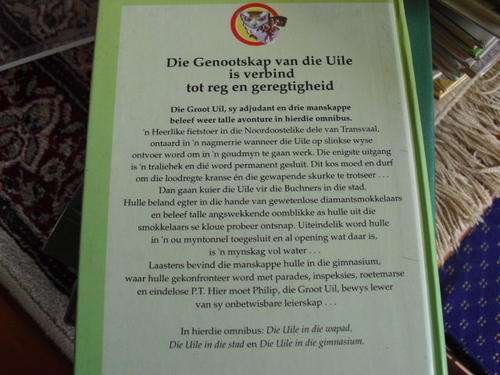 Die Genootskap van die Uile
is verbind
tot reg en geregtigheid
Die Groot Uil, sy adjudant en drie manskappe
beleef weer talle avonture in hierdie omnibus.
'n Heerlike fietstoer in die Noordoostelike dele van Transvaal,
ontaard in 'n nagmerrie wanneer die Uile op slinkse wyse
ontvoer word om in 'n goudmyn te gaan werk. Die enigste uitgang
is 'n traliehek en dié word permanent gesluit. Dit kos moed en durf
om die loodregte kranse én die gewapende skurke te trotseer . . .
Dan gaan kuier die Uile vir die Buchners in die stad.
Hulle beland egter in die hande van gewetenlose diamantsmokkelaars
en beleef talle angswekkende oomblikke as hulle uit die
smokkelaars se kloue probeer ontsnap. Uiteindelik word hulle
in 'n ou myntonnel toegesluit en al opening wat daar is,
is 'n mynskag vol water . . .
Laastens bevind die manskappe hulle in die gimnasium,
waar hulle gekonfronteer word met parades, inspeksies, roetemarse
en eindelose P.T. Hier moet Philip, die Groot Uil, bewys lewer
van sy onbetwisbare leierskap . . .
In hierdie omnibus: Die Uile in die wapad,
Die Uile in die stad en Die Uile in die gimnasium.